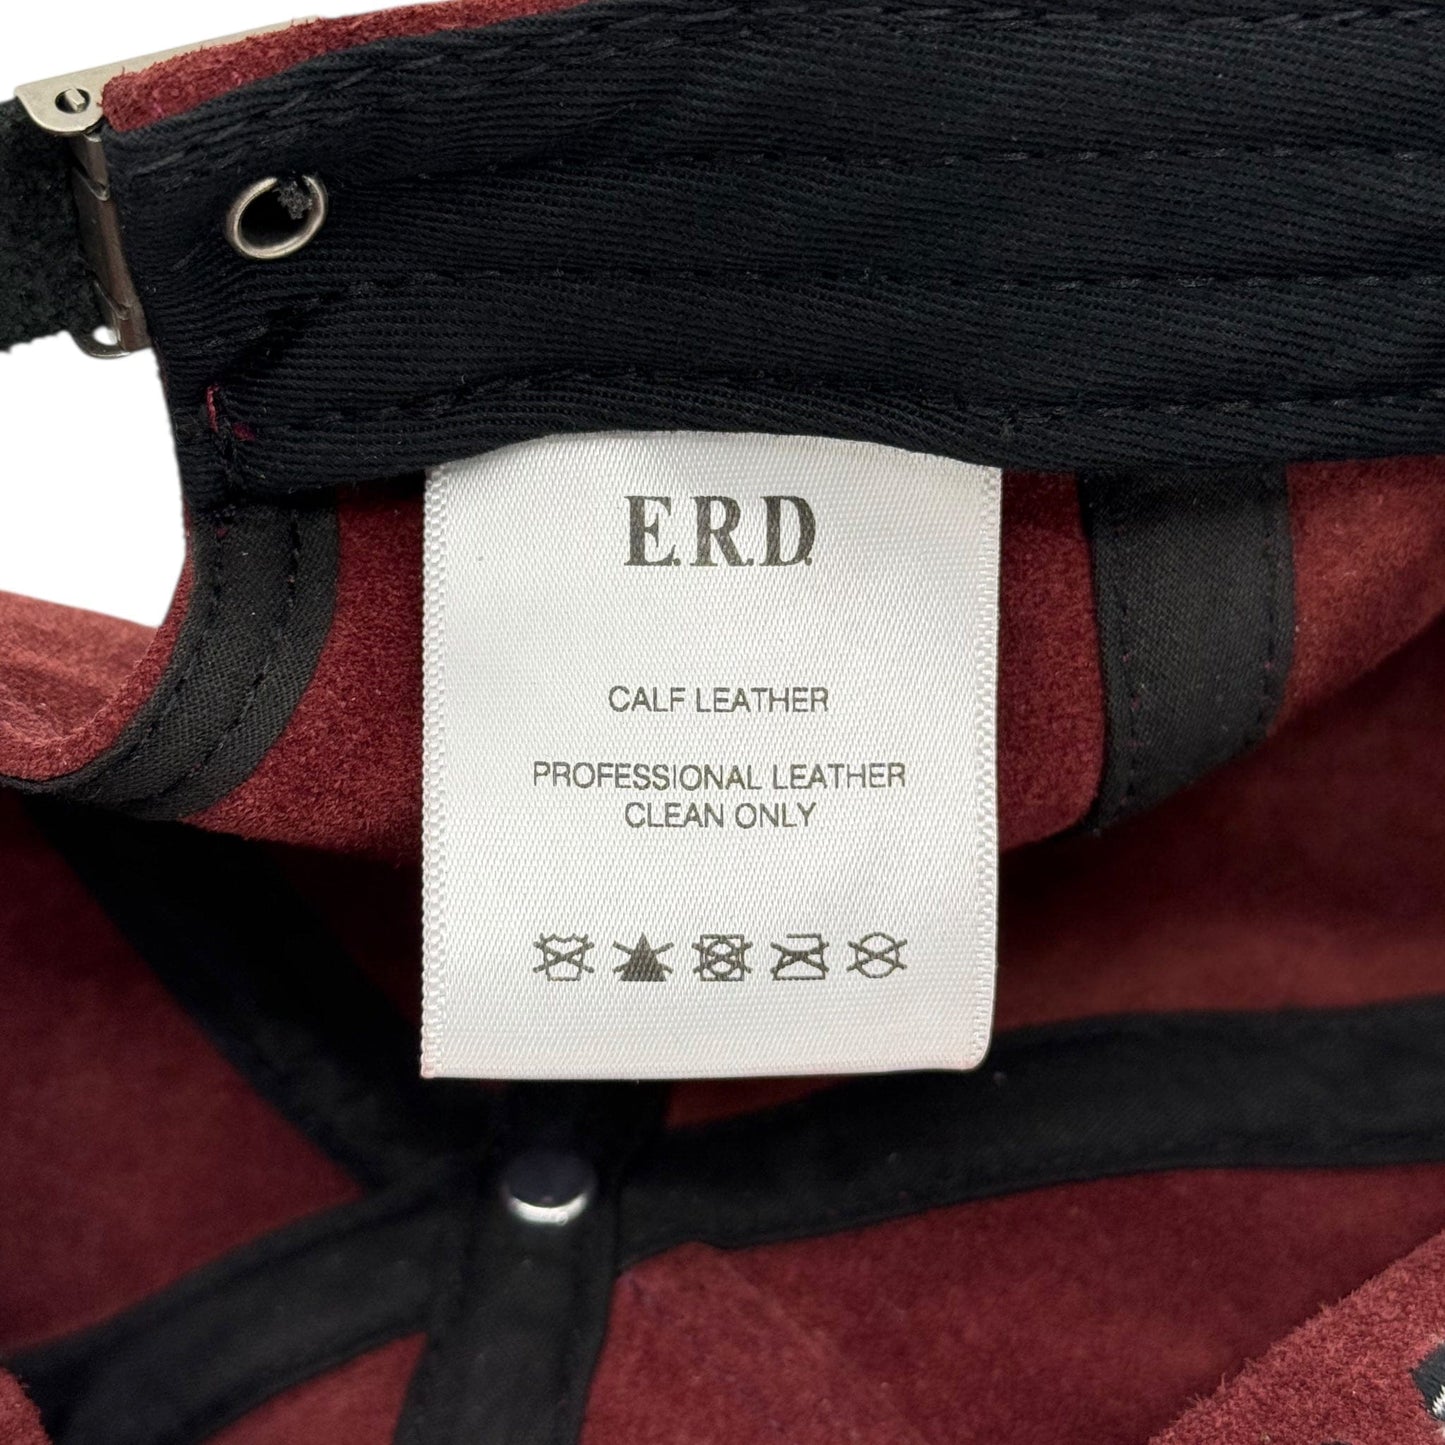 E.R.D.
CALF LEATHER
PROFESSIONAL LEATHER
CLEAN ONLY